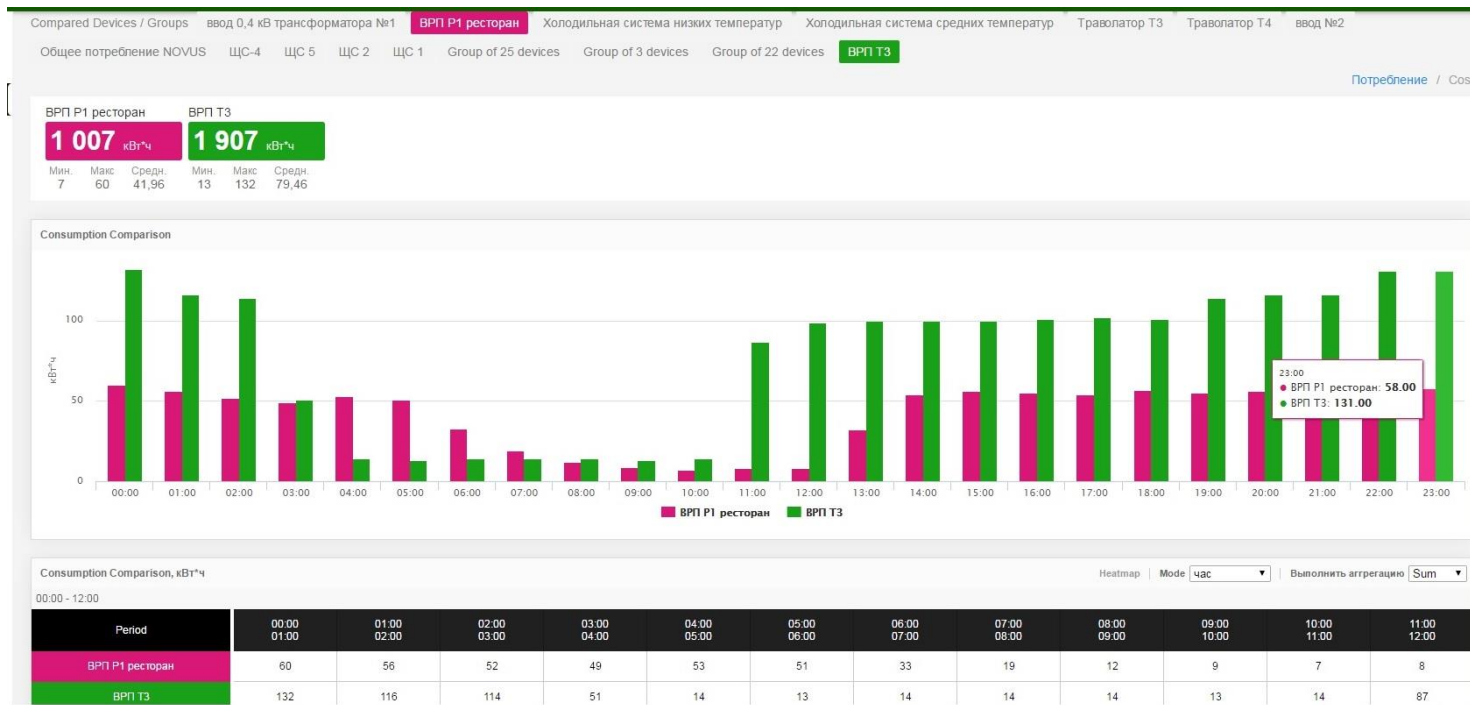 Compared Devices / Groups ввод 0,4 кВ трансформатора №1 ВРП Р1 ресторан Холодильная система низких температур Холодильная система средних температур Траволатор Т3 Траволатор Т4 ввод №2
Общее потребление NOVUS ЩС-4 ЩС 5 ЩС 2 ЩС 1 Group of 25 devices Group of 3 devices Group of 22 devices ВРП Т3
Потребление / Cos
ВРП Р1 ресторан ВРП Т3
1 007 кВт*ч 1 907 кВт*ч
Мин. Макс Средн. Мин. Макс Средн.
7 60 41,96 13 132 79,46
Consumption Comparison
100
кВт*ч
50
0
23:00
ВРП Р1 ресторан: 58.00
ВРП Т3: 131.00
00:00 01:00 02:00 03:00 04:00 05:00 06:00 07:00 08:00 09:00 10:00 11:00 12:00 13:00 14:00 15:00 16:00 17:00 18:00 19:00 20:00 21:00 22:00 23:00
ВРП Р1 ресторан ВРП Т3
Consumption Comparison, кВт*ч Heatmap Mode час Выполнить аггрегацию Sum
00:00 - 12:00
Period 00:00 01:00 02:00 03:00 04:00 05:00 06:00 07:00 08:00 09:00 10:00 11:00
01:00 02:00 03:00 04:00 05:00 06:00 07:00 08:00 09:00 10:00 11:00 12:00
ВРП Р1 ресторан 60 56 52 49 53 51 33 19 12 9 7 8
ВРП Т3 132 116 114 51 14 13 14 14 14 13 14 87